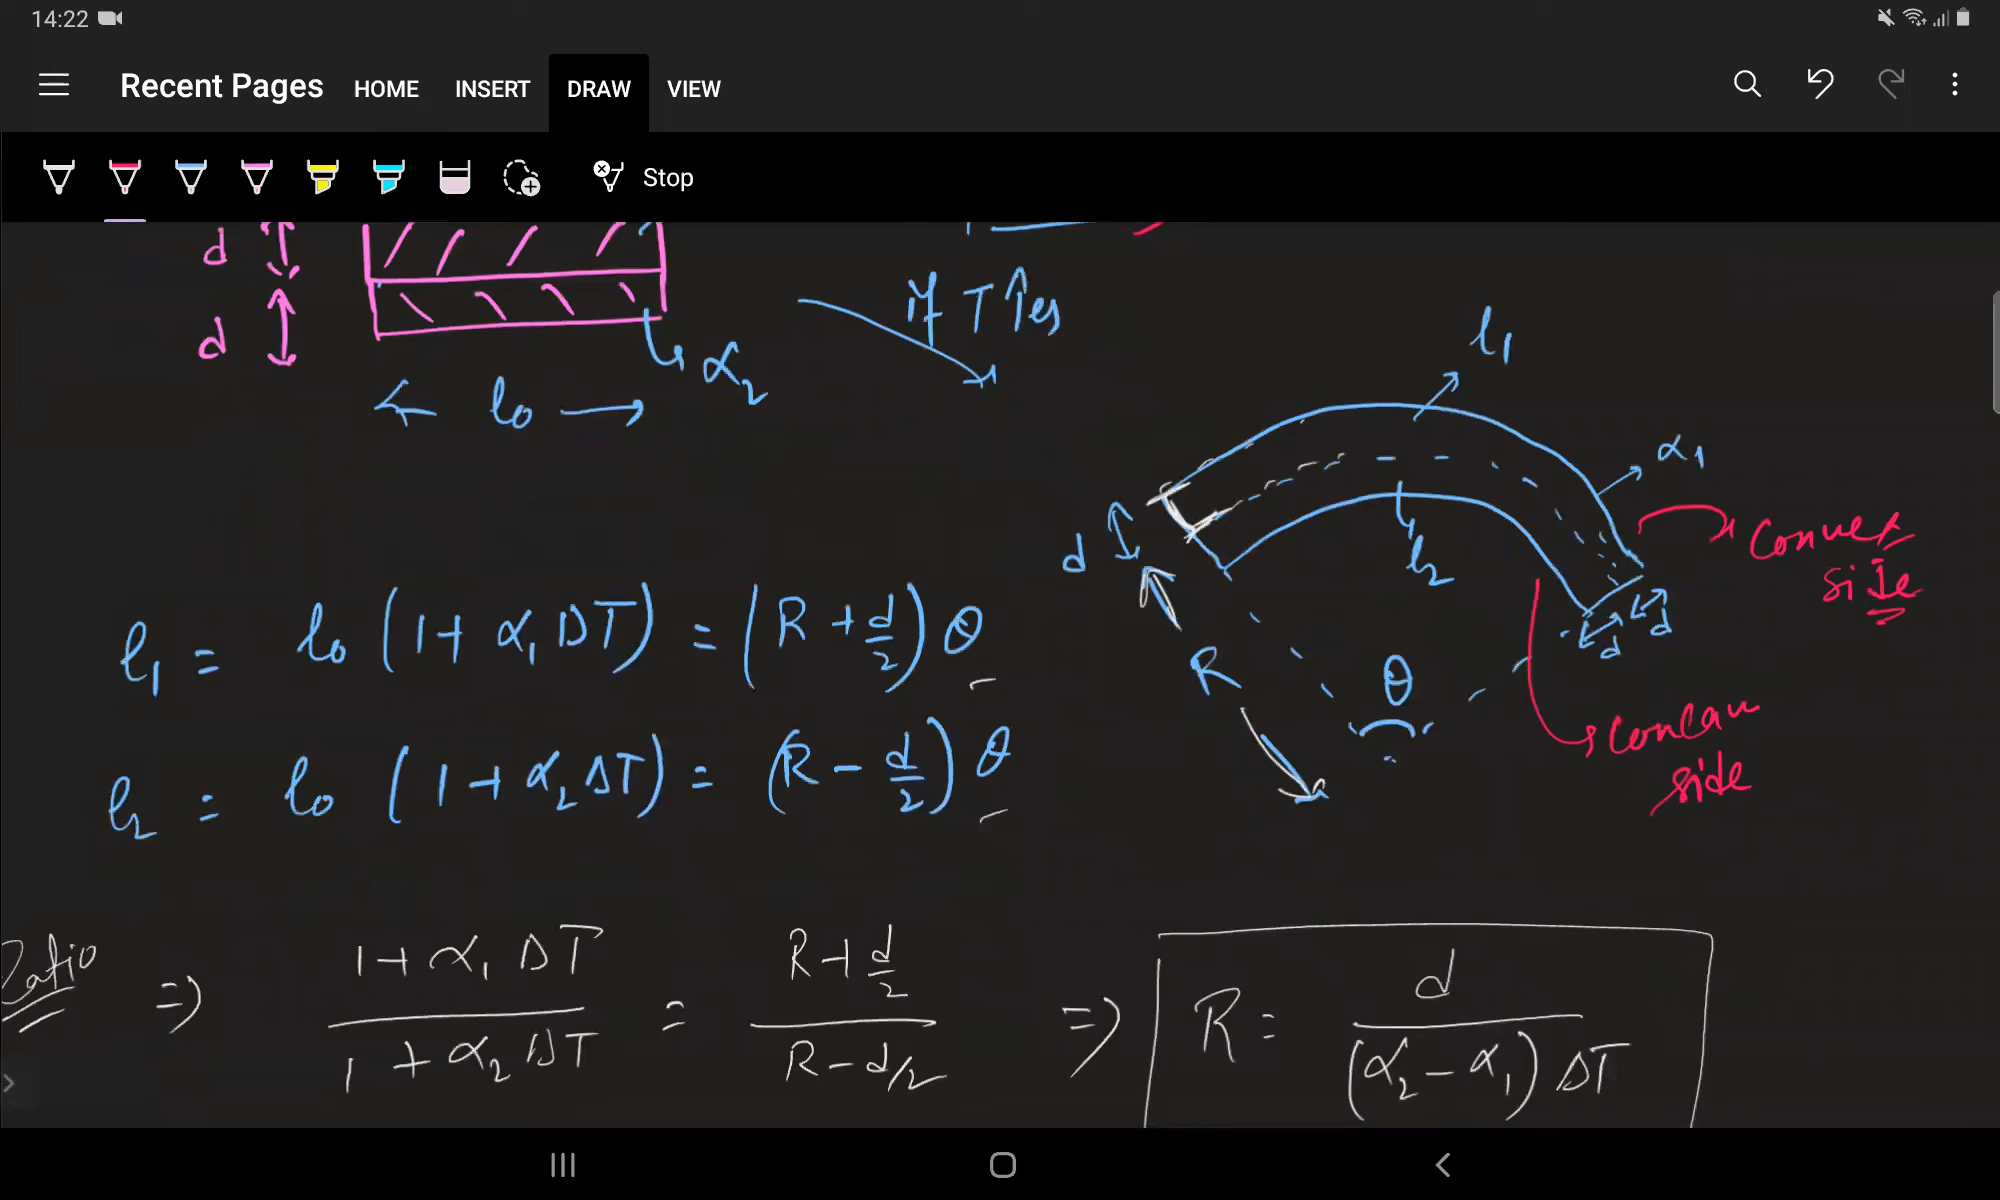 14:22
Recent Pages HOME INSERT DRAW VIEW
Stop
d
d
α₂
← l₀ →
if T ↑es
l₁
α₁
Convex
side
l₂
d
d
d
R
θ
side
l₁ = l₀ (1 + α₁ ΔT) = (R + d/2) θ
l₂ = l₀ (1 + α₂ ΔT) = (R - d/2) θ
Ratio ⇒ (1 + α₁ ΔT) / (1 + α₂ ΔT) = (R + d/2) / (R - d/2) ⇒ R = d / ((α₂ - α₁) ΔT)